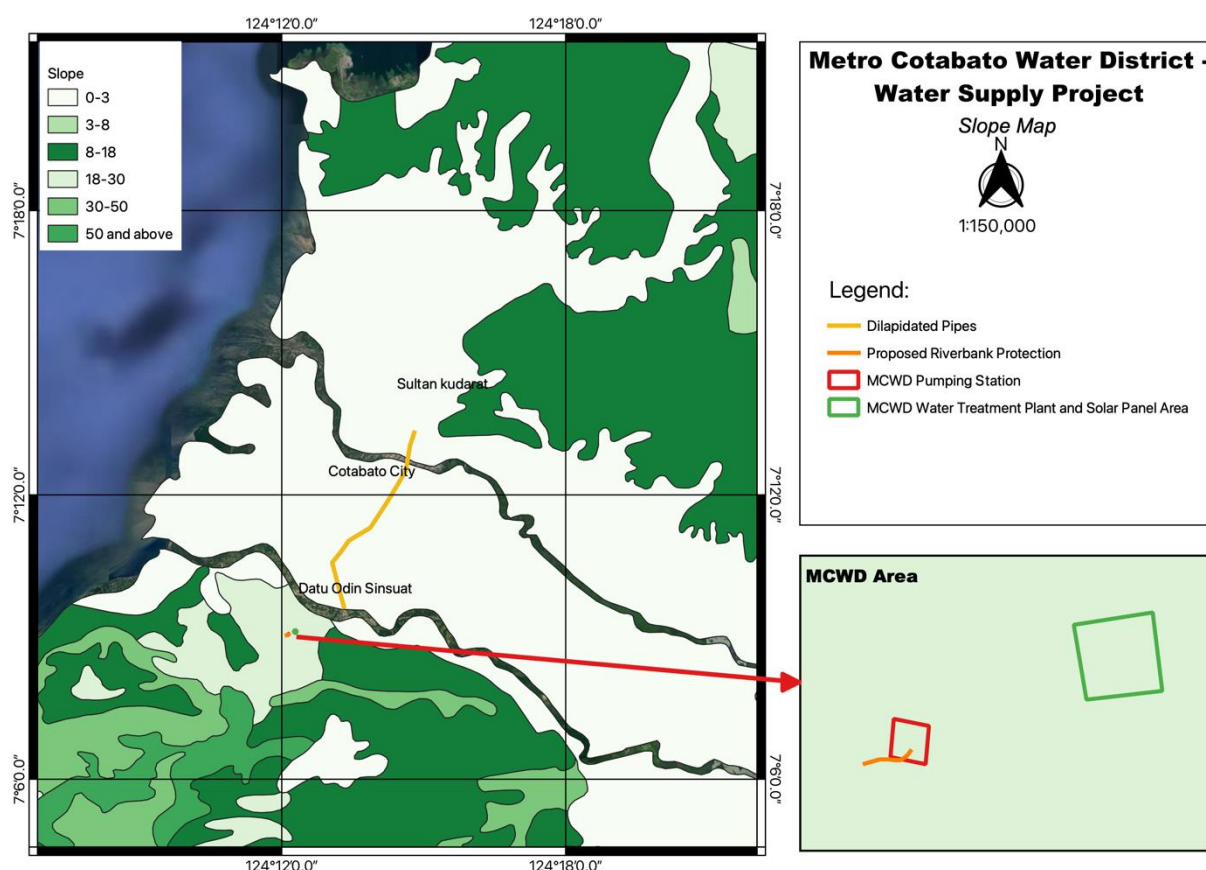 124°12'0.0"
124°18'0.0"
Slope
0-3
3-8
8-18
18-30
30-50
50 and above
7°18'0.0"
7°18'0.0"
Sultan kudarat
Cotabato City
7°12'0.0"
7°12'0.0"
Datu Odin Sinsuat
7°6'0.0"
7°6'0.0"
124°12'0.0"
124°18'0.0"
Metro Cotabato Water District -
Water Supply Project
Slope Map
N
1:150,000
Legend:
Dilapidated Pipes
Proposed Riverbank Protection
MCWD Pumping Station
MCWD Water Treatment Plant and Solar Panel Area
MCWD Area